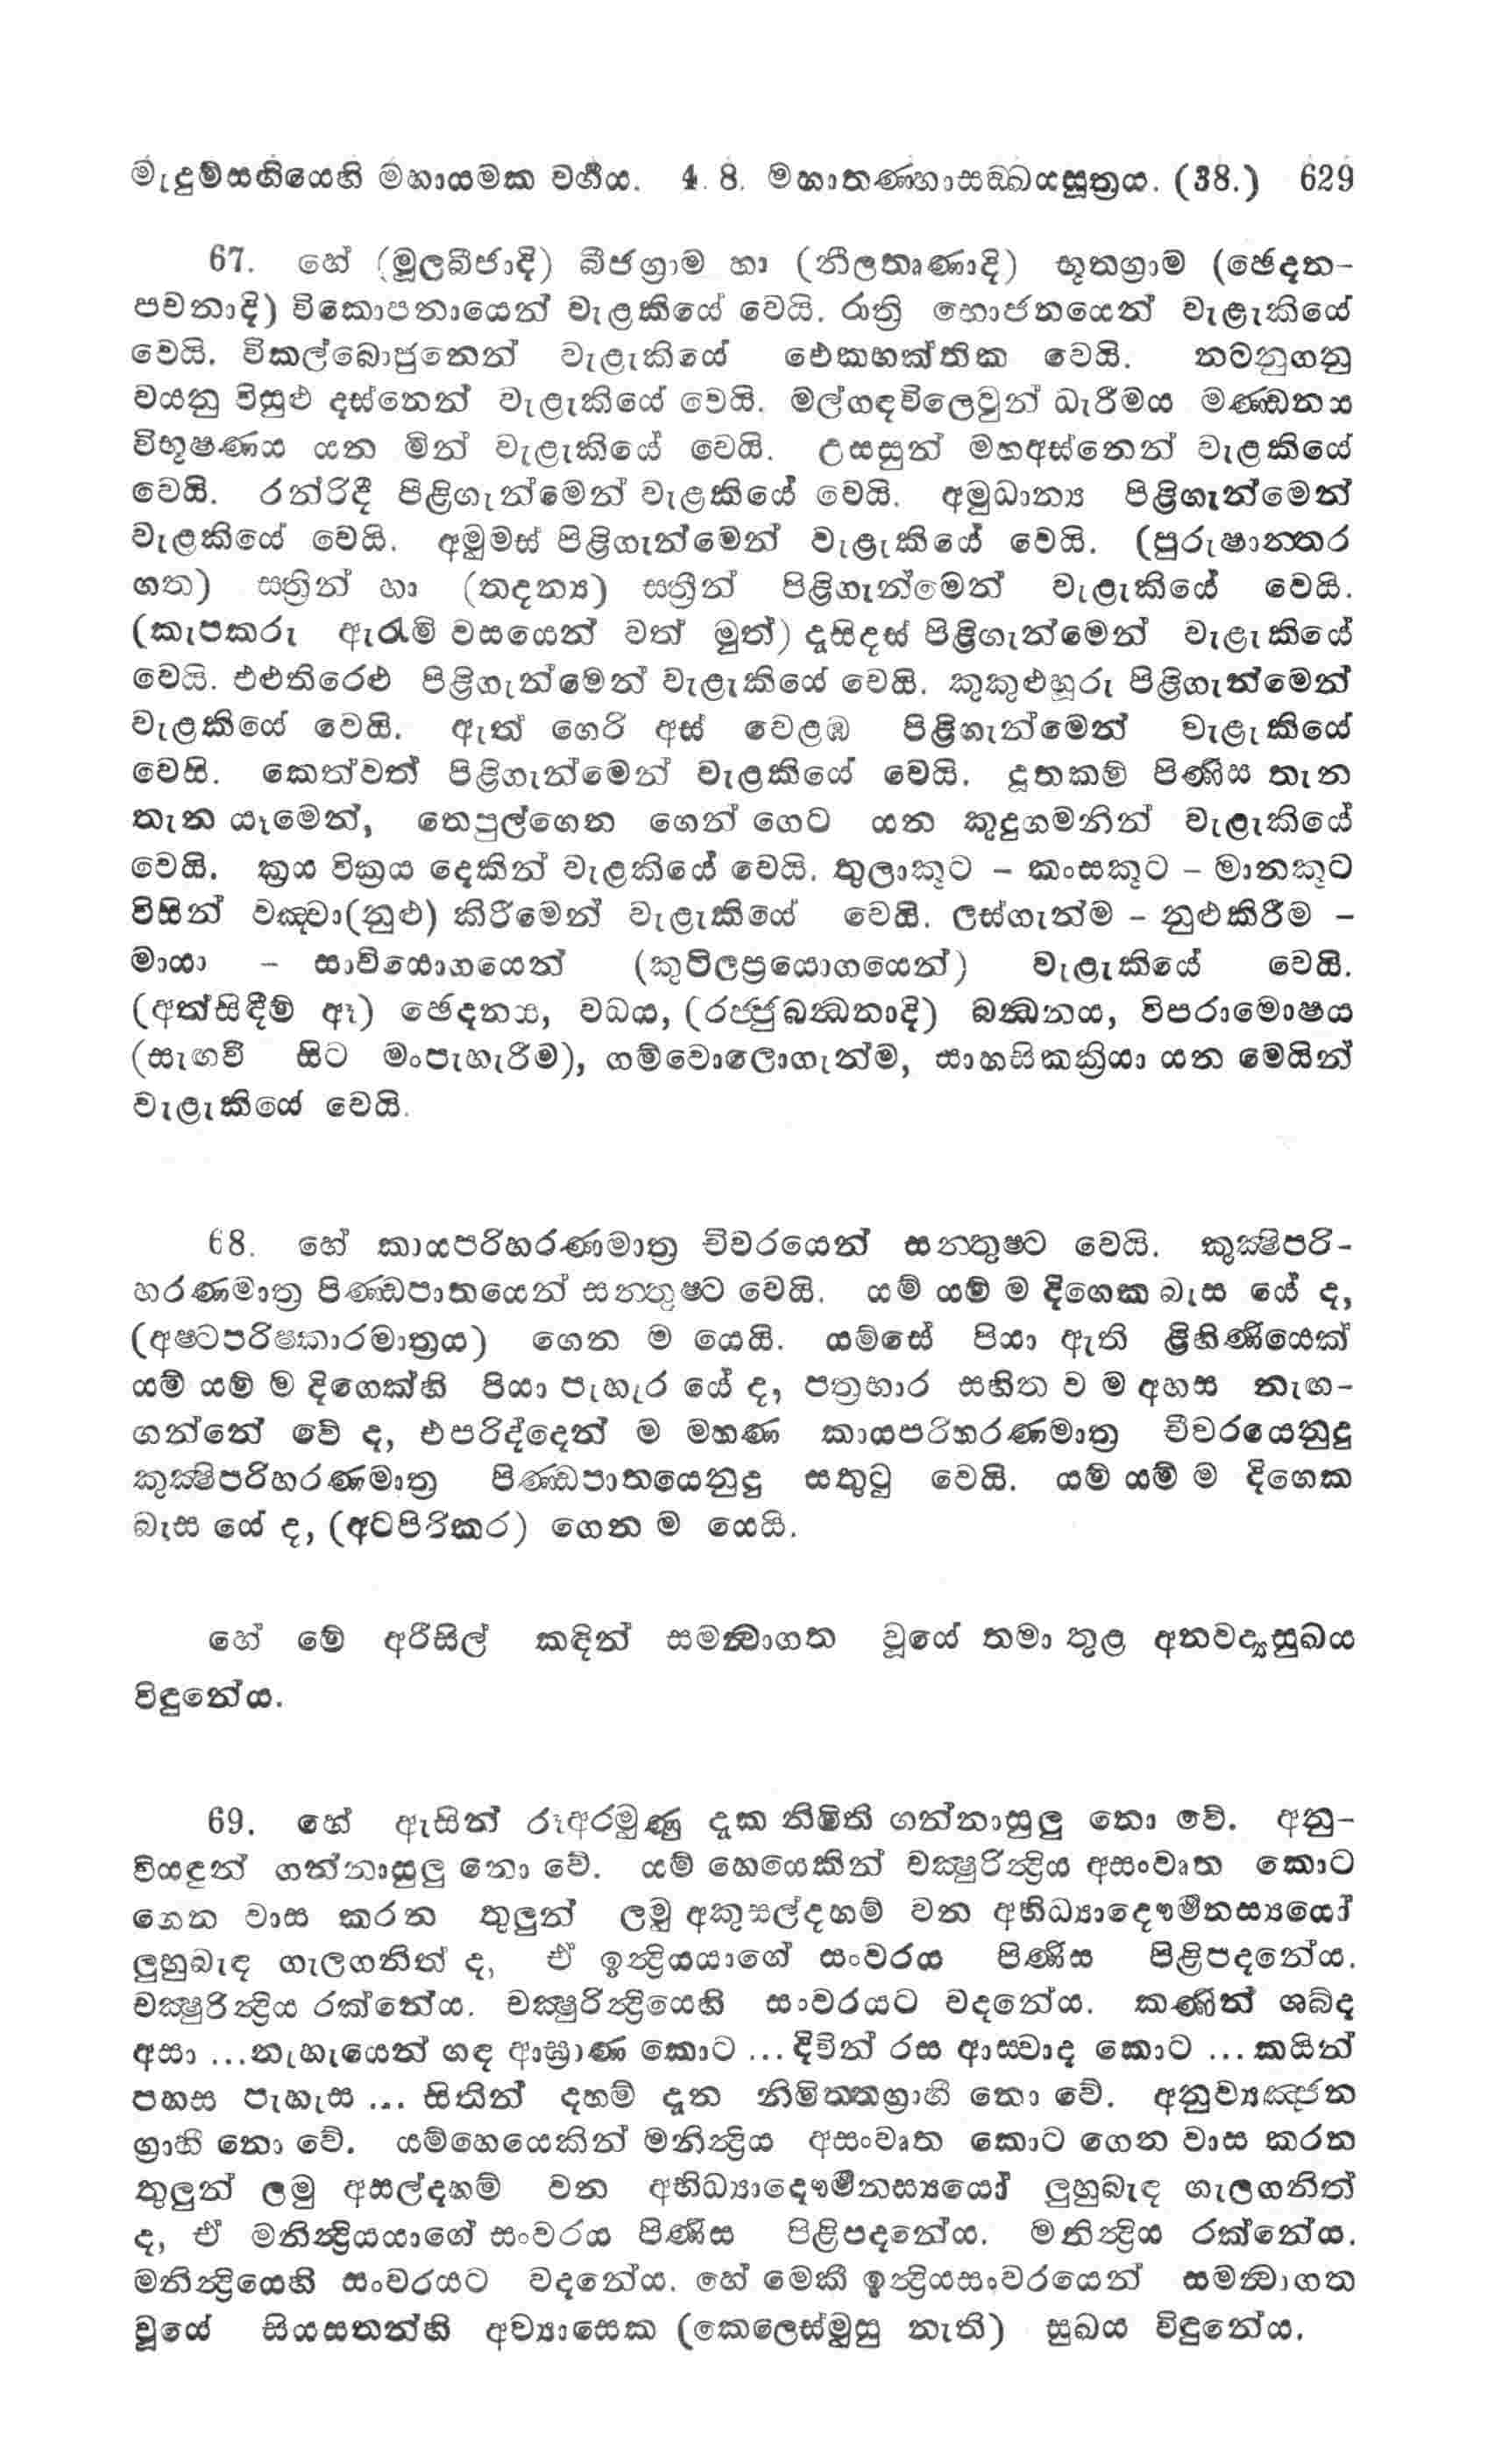 මැදුම්සඟියෙහි මහායමක වර්‍ගය. 4. 8. මහාතණ්හාසඞ්ඛයසූත්‍රය. (38.) 629
67. හේ (මූලබීජාදි) බීජග්‍රාම හා (නීලතෘණාදි) භූතග්‍රාම (ඡේදන-
පචනාදි) විකොපනායෙන් වැළකියේ වෙයි. රාත්‍රි භොජනයෙන් වැළැකියේ
වෙයි. විකල්බොජුනෙන් වැළැකියේ ඵෙකභක්තික වෙයි. නටනුගනු
වයනු විසුළු දස්නෙන් වැළැකියේ වෙයි. මල්ගඳවිලෙවුන් ධැරීමය මණ්ඩනය
විභූෂණය යන මින් වැළැකියේ වෙයි. උසසුන් මහඅස්නෙන් වැළකියේ
වෙයි. රන්රිදී පිළිගැන්මෙන් වැළකියේ වෙයි. අමුධාන්‍ය පිළිගැන්මෙන්
වැළකියේ වෙයි. අමුමස් පිළිගැන්මෙන් වැළැකියේ වෙයි. (පුරුෂාන්තර
ගත) සත්‍රින් හා (තදන්‍ය) සත්‍රීන් පිළිගැන්මෙන් වැළැකියේ වෙයි.
(කැපකරු ඇරැමි වසයෙන් වත් මුත්) දූසිදස් පිළිගැන්මෙන් වැළැකියේ
වෙයි. එළුතිරෙළු පිළිගැන්මෙන් වැළැකියේ වෙයි. කුකුළුහූරු පිළිගැන්මෙන්
වැළකියේ වෙයි. ඇත් ගෙරි අස් වෙළඹ පිළිගැන්මෙන් වැළැකියේ
වෙයි. කෙත්වත් පිළිගැන්මෙන් වැළකියේ වෙයි. දූතකම් පිණිස තැන
තැන යෑමෙන්, තෙපුල්ගෙන ගෙන් ගෙට යන කුදුගමනින් වැළැකියේ
වෙයි. ක්‍රය වික්‍රය දෙකින් වැළකියේ වෙයි. තුලාකූට - කංසකූට - මානකූට
විසින් වඤ්චා(නුළු) කිරීමෙන් වැළැකියේ වෙයි. ලස්ගැන්ම - නුළුකිරීම -
මායා - සාවියොගයෙන් (කුටිලප්‍රයොගයෙන්) වැළැකියේ වෙයි.
(අත්සිඳීම් ඈ) ඡේදනය, වධය, (රජ්ජුබන්ධනාදි) බන්ධනය, විපරාමොෂය
(සැඟවී සිට මංපැහැරීම), ගම්වොලොගැන්ම, සාහසිකක්‍රියා යන මෙයින්
වැළැකියේ වෙයි.
68. හේ කායපරිහරණමාත්‍ර චීවරයෙන් සන්තුෂ්ට වෙයි. කුක්‍ෂිපරි-
හරණමාත්‍ර පිණ්ඩපාතයෙන් සන්තුෂ්ට වෙයි. යම් යම් ම දිගෙක බැස යේ ද,
(අෂ්ටපරිෂ්කාරමාත්‍රය) ගෙන ම යෙයි. යම්සේ පියා ඇති ළිහිණියෙක්
යම් යම් ම දිගෙක්හි පියා පැහැර යේ ද, පත්‍රභාර සහිත ව ම අහස නැඟ-
ගන්නේ වේ ද, එපරිද්දෙන් ම මහණ කායපරිහරණමාත්‍ර චීවරයෙනුදු
කුක්‍ෂිපරිහරණමාත්‍ර පිණ්ඩපාතයෙනුදු සතුටු වෙයි. යම් යම් ම දිගෙක
බැස යේ ද, (අටපිරිකර) ගෙන ම යෙයි.
හේ මේ අරිසිල් කඳින් සමන්‍වාගත වූයේ තමා තුළ අනවද්‍යසුඛය
විඳුනේය.
69. හේ ඇසින් රූඅරමුණු දැක නිමිති ගන්නාසුලු නො වේ. අනු-
වියඳුන් ගන්නාසුලු නො වේ. යම් හෙයෙකින් චක්‍ෂුරින්‍ද්‍රිය අසංවෘත කොට
ගෙන වාස කරන තුලුන් ලමු අකුසල්දහම් වන අභිධ්‍යාදෞර්‍මනස්‍යයෝ
ලුහුබැඳ ගැලගනිත් ද, ඒ ඉන්‍ද්‍රියයාගේ සංවරය පිණිස පිළිපදනේය.
චක්‍ෂුරින්‍ද්‍රිය රක්නේය. චක්‍ෂුරින්‍ද්‍රියෙහි සංවරයට වදනේය. කණින් ශබ්ද
අසා ...නැහැයෙන් ගඳ ආඝ්‍රාණ කොට ... දිවින් රස ආස්වාද කොට ... කයින්
පහස පැහැස ... සිතින් දහම් දැන නිමිත්තග්‍රාහි නො වේ. අනුව්‍යඤ්ජන
ග්‍රාහි නො වේ. යම්හෙයෙකින් මනින්‍ද්‍රිය අසංවෘත කොට ගෙන වාස කරන
තුලුන් ලමු අසල්දහම් වන අභිධ්‍යාදෞර්‍මනස්‍යයෝ ලුහුබැඳ ගැලගනිත්
ද, ඒ මනින්‍ද්‍රියයාගේ සංවරය පිණිස පිළිපදනේය. මනින්‍ද්‍රිය රක්නේය.
මනින්‍ද්‍රියෙහි සංවරයට වදනේය. හේ මෙකී ඉන්‍ද්‍රියසංවරයෙන් සමන්‍වාගත
වූයේ සියසතන්හි අව්‍යාසෙක (කෙලෙස්මුසු නැති) සුඛය විඳුනේය.